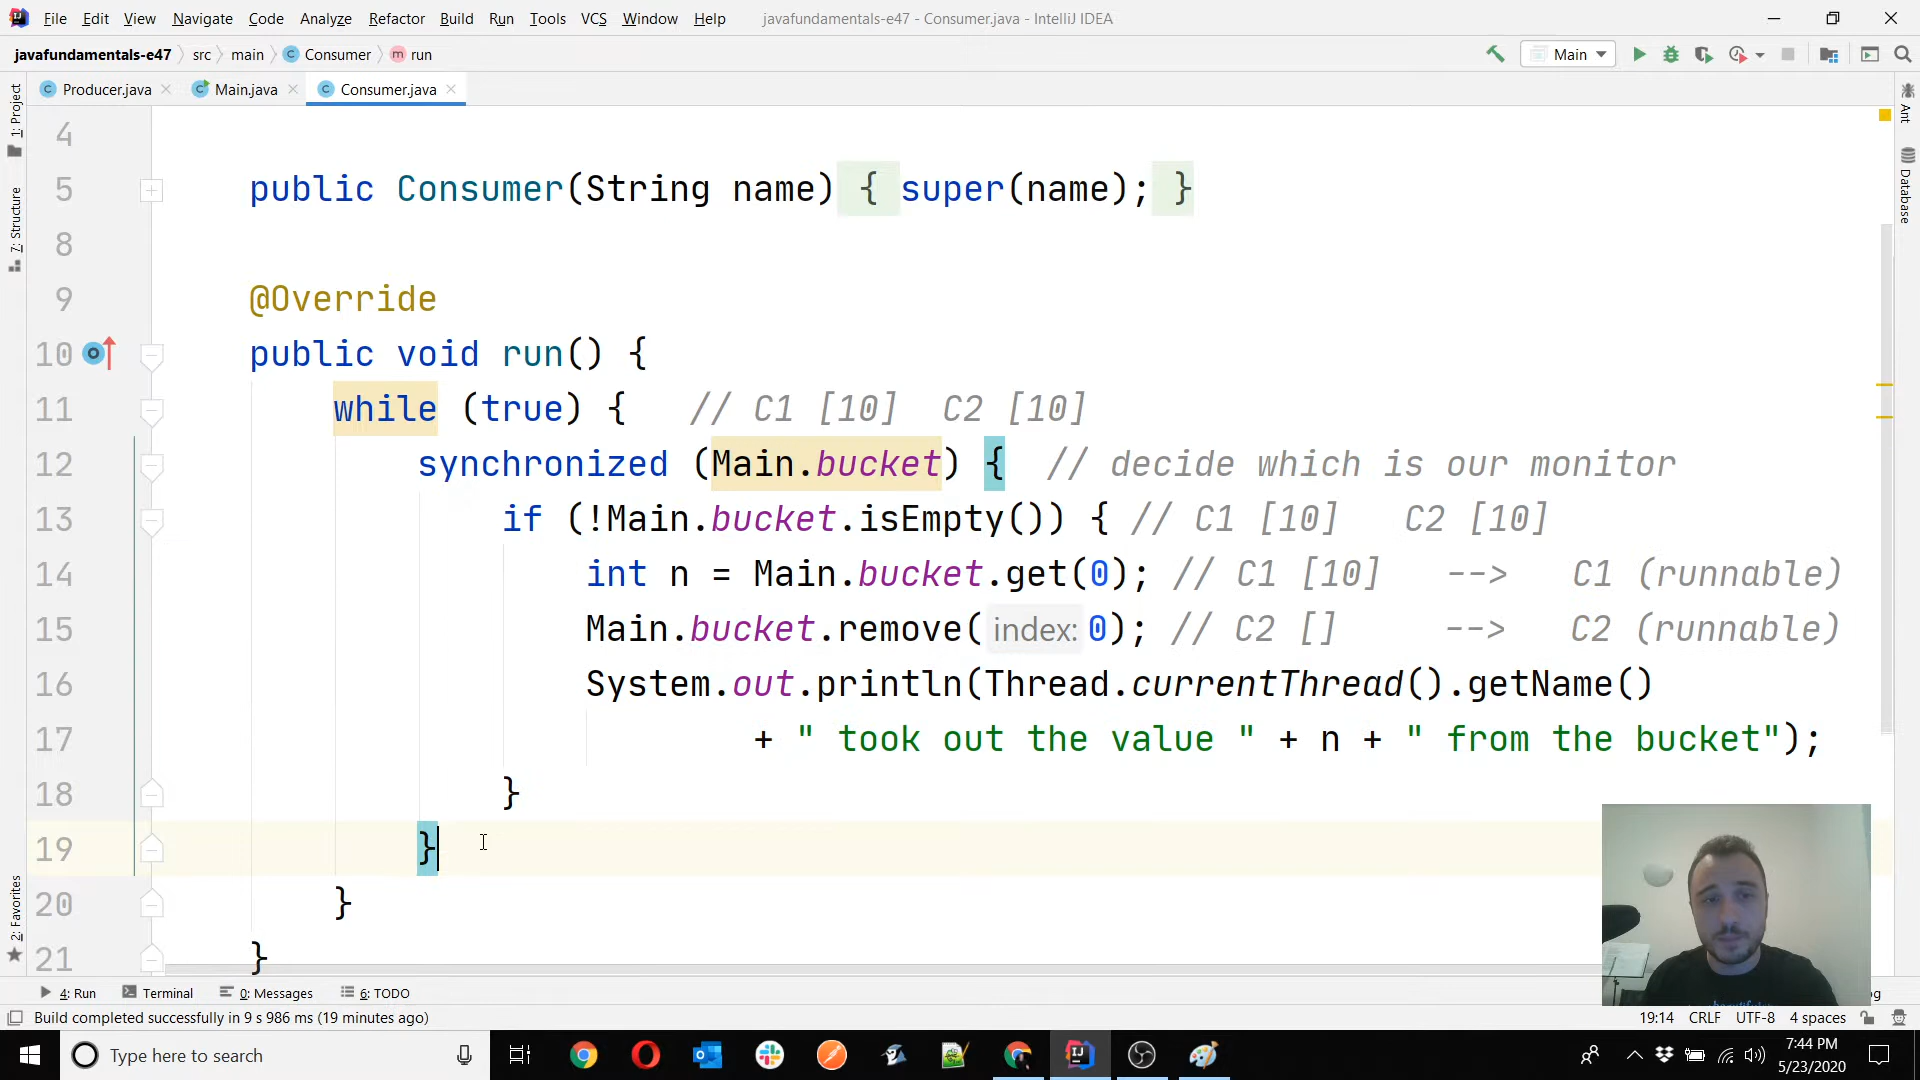 File Edit View Navigate Code Analyze Refactor Build Run Tools VCS Window Help javafundamentals-e47 - Consumer.java - IntelliJ IDEA
javafundamentals-e47 src main Consumer run Main
Producer.java Main.java Consumer.java
1: Project
7: Structure
2: Favorites
Ant
Database
4
5 public Consumer(String name) { super(name); }
8
9 @Override
10 public void run() {
11 while (true) { // C1 [10] C2 [10]
12 synchronized (Main.bucket) { // decide which is our monitor
13 if (!Main.bucket.isEmpty()) { // C1 [10] C2 [10]
14 int n = Main.bucket.get(0); // C1 [10] --> C1 (runnable)
15 Main.bucket.remove( index: 0); // C2 [] --> C2 (runnable)
16 System.out.println(Thread.currentThread().getName()
17 + " took out the value " + n + " from the bucket");
18 }
19 }
20 }
21 }
4: Run Terminal 0: Messages 6: TODO
Build completed successfully in 9 s 986 ms (19 minutes ago) 19:14 CRLF UTF-8 4 spaces
Type here to search
7:44 PM
5/23/2020